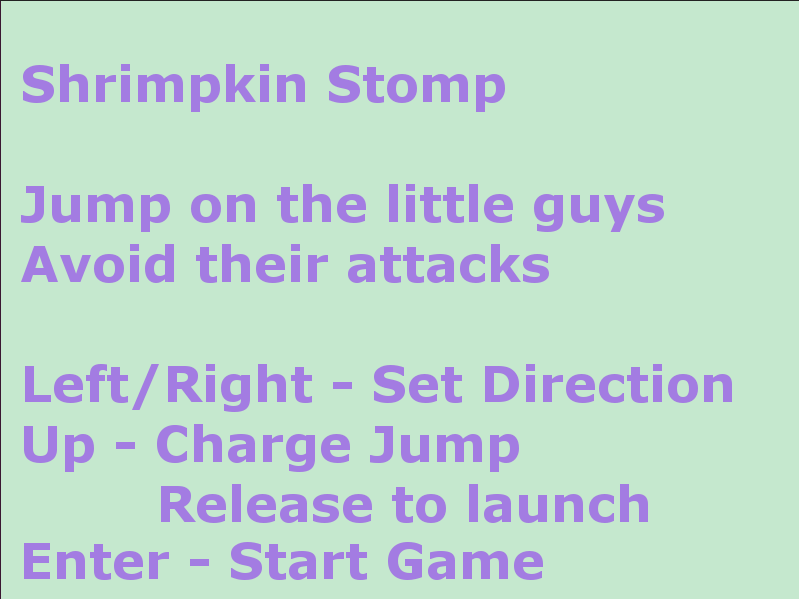 Shrimpkin Stomp
Jump on the little guys
Avoid their attacks
Left/Right - Set Direction
Up - Charge Jump
Release to launch
Enter - Start Game